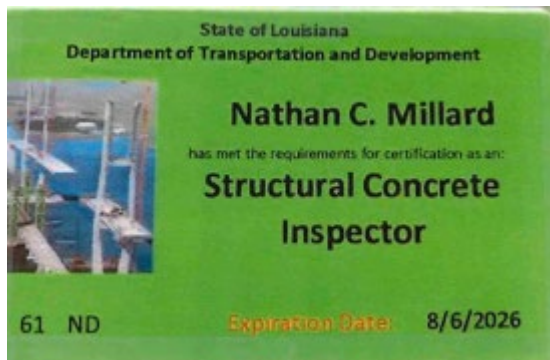 State of Louisiana
Department of Transportation and Development
Nathan C. Millard
has met the requirements for certification as an:
Structural Concrete
Inspector
61 ND
Expiration Date: 8/6/2026